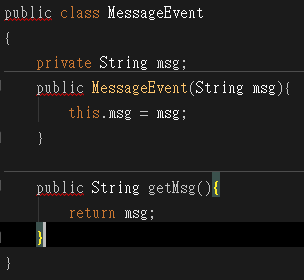 public class MessageEvent
{
private String msg;
public MessageEvent(String msg){
this.msg = msg;
}
public String getMsg(){
return msg;
}
}